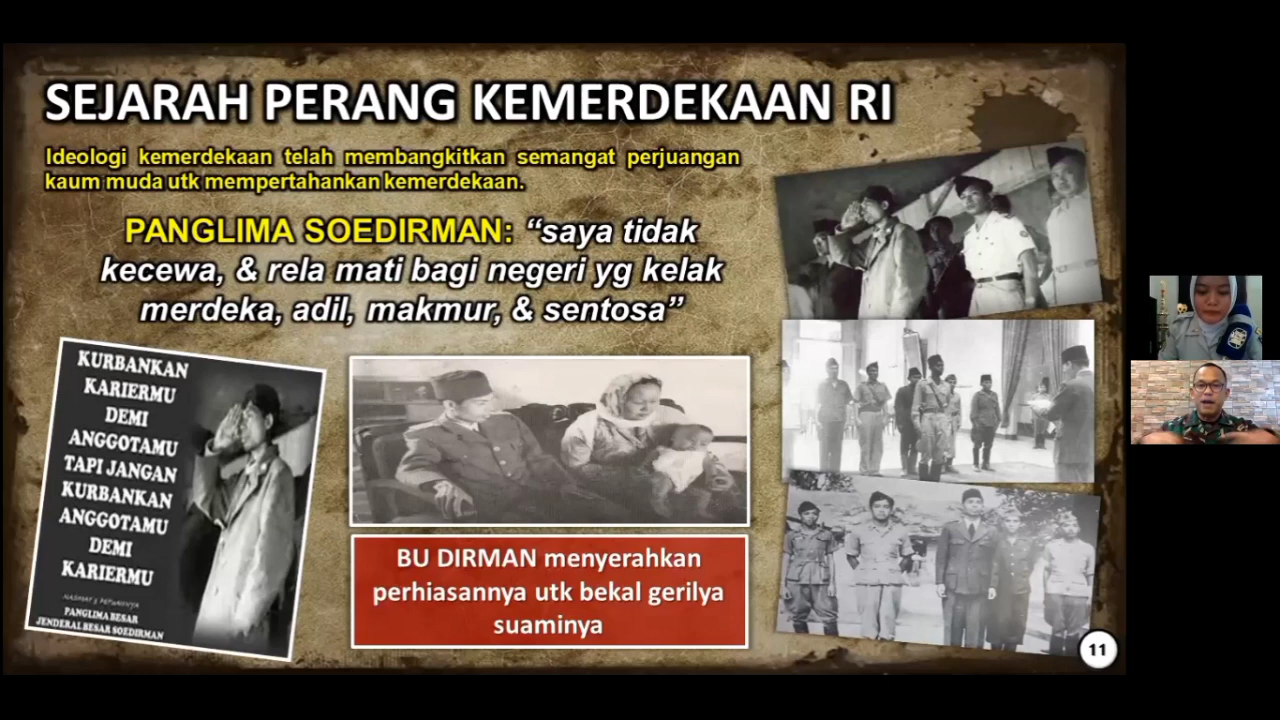 SEJARAH PERANG KEMERDEKAAN RI
Ideologi kemerdekaan telah membangkitkan semangat perjuangan
kaum muda utk mempertahankan kemerdekaan.
PANGLIMA SOEDIRMAN: “saya tidak
kecewa, & rela mati bagi negeri yg kelak
merdeka, adil, makmur, & sentosa”
KURBANKAN
KARIERMU
DEMI
ANGGOTAMU
TAPI JANGAN
KURBANKAN
ANGGOTAMU
DEMI
KARIERMU
PANGLIMA BESAR
JENDERAL BESAR SOEDIRMAN
BU DIRMAN menyerahkan
perhiasannya utk bekal gerilya
suaminya
11